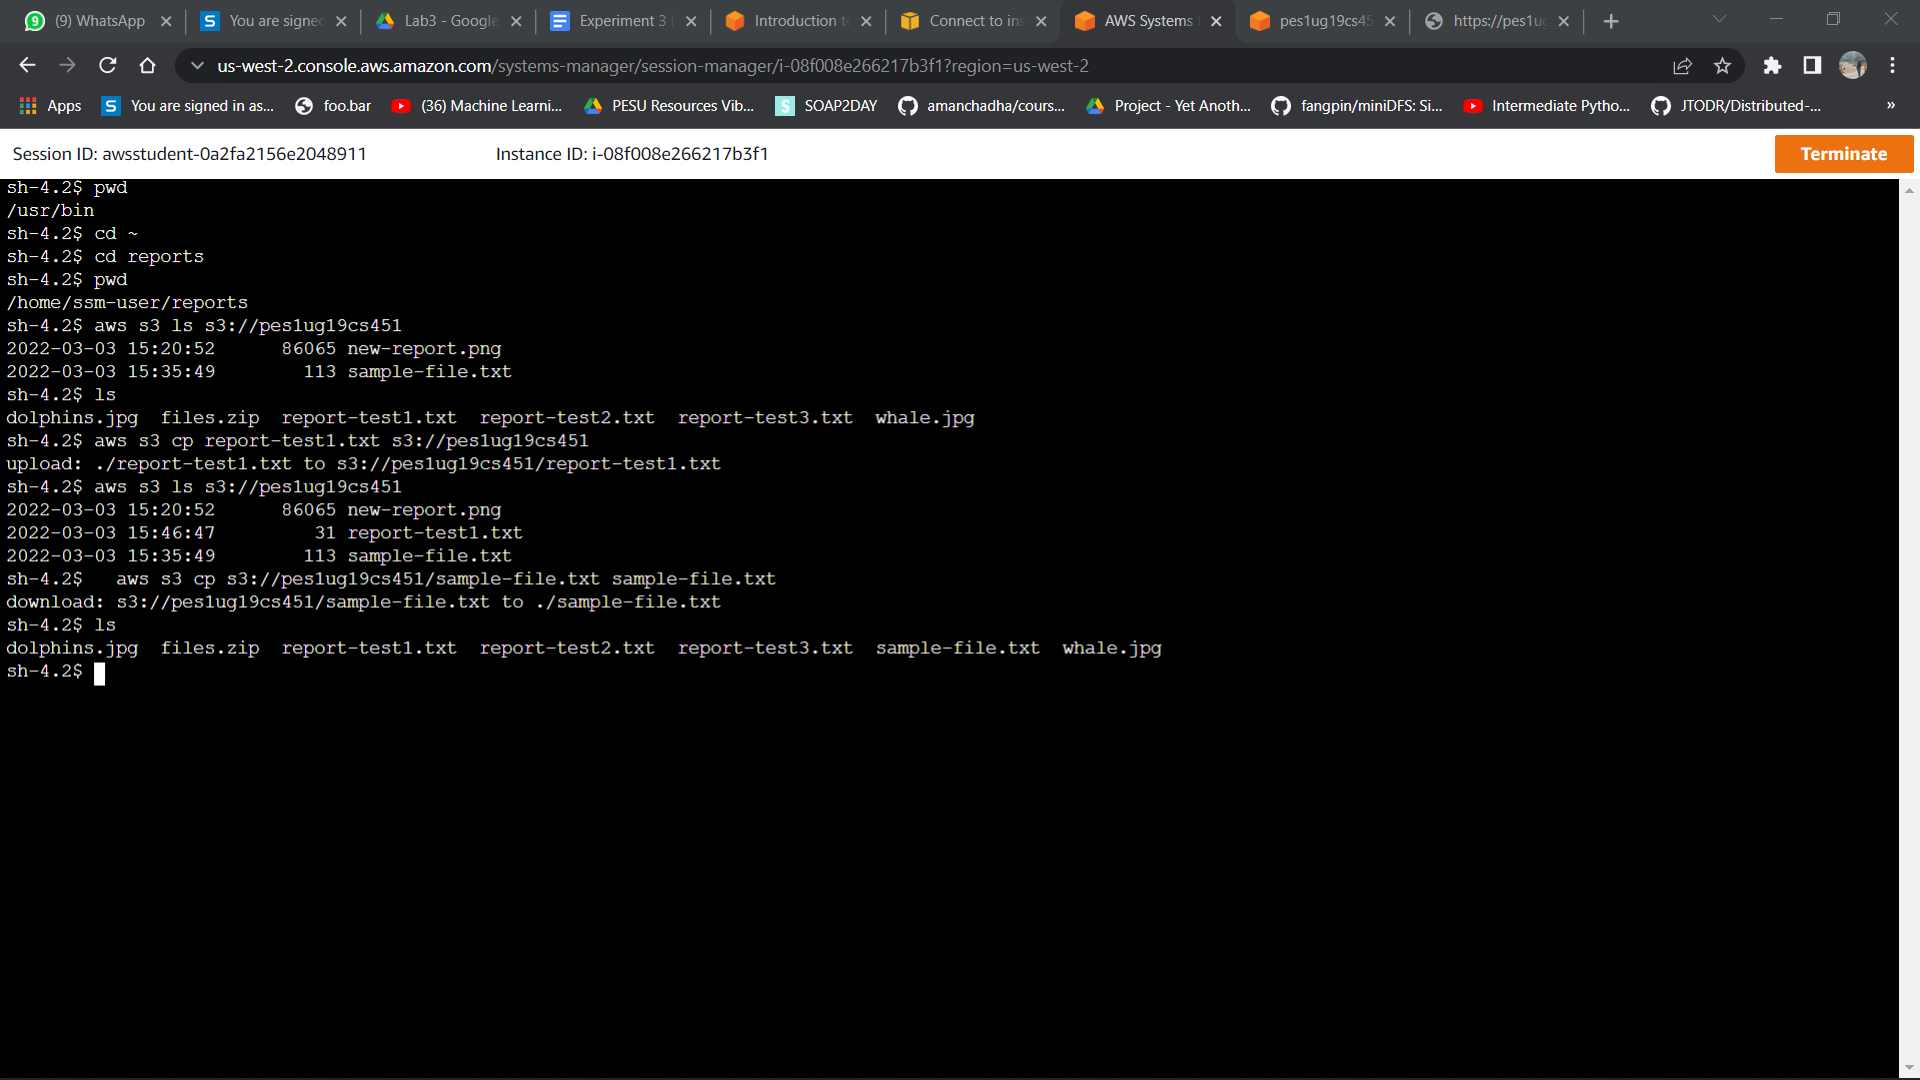 (9) WhatsApp
You are signe
Lab3 - Google
Experiment 3
Introduction to
Connect to ins
AWS Systems
pes1ug19cs45
https://pes1ug
us-west-2.console.aws.amazon.com/systems-manager/session-manager/i-08f008e266217b3f1?region=us-west-2
Apps
You are signed in as...
foo.bar
(36) Machine Learni...
PESU Resources Vib...
SOAP2DAY
amanchadha/cours...
Project - Yet Anoth...
fangpin/miniDFS: Si...
Intermediate Pytho...
JTODR/Distributed-...
»
Session ID: awsstudent-0a2fa2156e2048911
Instance ID: i-08f008e266217b3f1
Terminate
sh-4.2$ pwd
/usr/bin
sh-4.2$ cd ~
sh-4.2$ cd reports
sh-4.2$ pwd
/home/ssm-user/reports
sh-4.2$ aws s3 ls s3://pes1ug19cs451
2022-03-03 15:20:52      86065 new-report.png
2022-03-03 15:35:49        113 sample-file.txt
sh-4.2$ ls
dolphins.jpg  files.zip  report-test1.txt  report-test2.txt  report-test3.txt  whale.jpg
sh-4.2$ aws s3 cp report-test1.txt s3://pes1ug19cs451
upload: ./report-test1.txt to s3://pes1ug19cs451/report-test1.txt
sh-4.2$ aws s3 ls s3://pes1ug19cs451
2022-03-03 15:20:52      86065 new-report.png
2022-03-03 15:46:47         31 report-test1.txt
2022-03-03 15:35:49        113 sample-file.txt
sh-4.2$   aws s3 cp s3://pes1ug19cs451/sample-file.txt sample-file.txt
download: s3://pes1ug19cs451/sample-file.txt to ./sample-file.txt
sh-4.2$ ls
dolphins.jpg  files.zip  report-test1.txt  report-test2.txt  report-test3.txt  sample-file.txt  whale.jpg
sh-4.2$